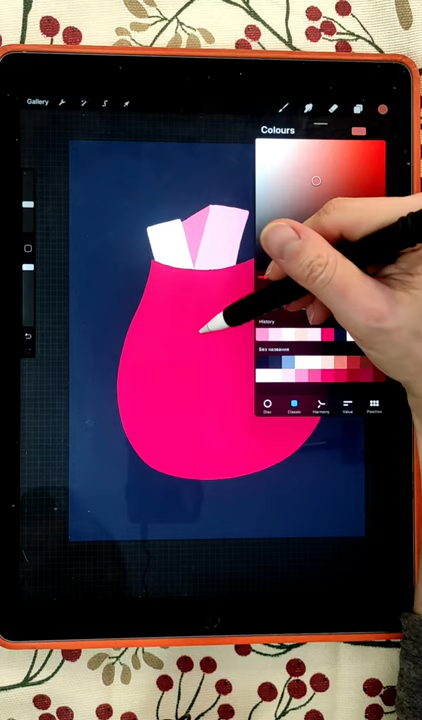 Gallery
Colours
History
Без названия
Disc
Classic
Harmony
Value
Palettes